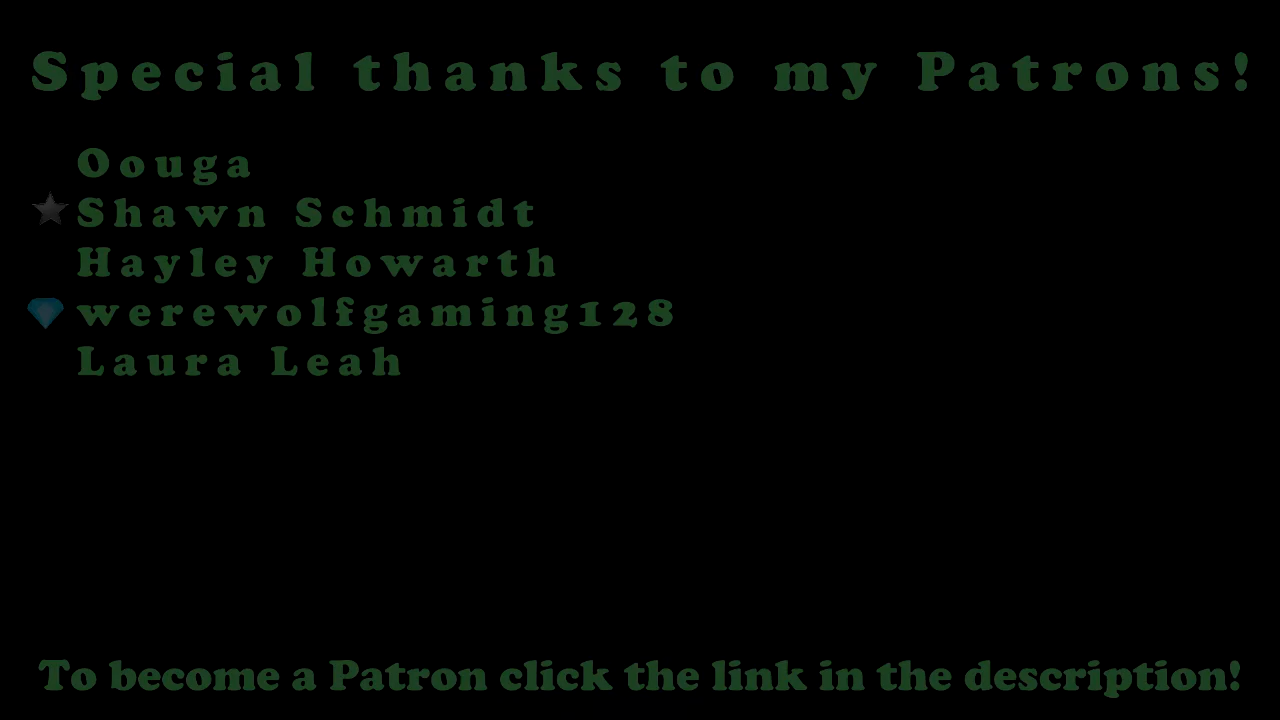 Special thanks to my Patrons!
Oouga
Shawn Schmidt
Hayley Howarth
werewolfgaming128
Laura Leah
To become a Patron click the link in the description!